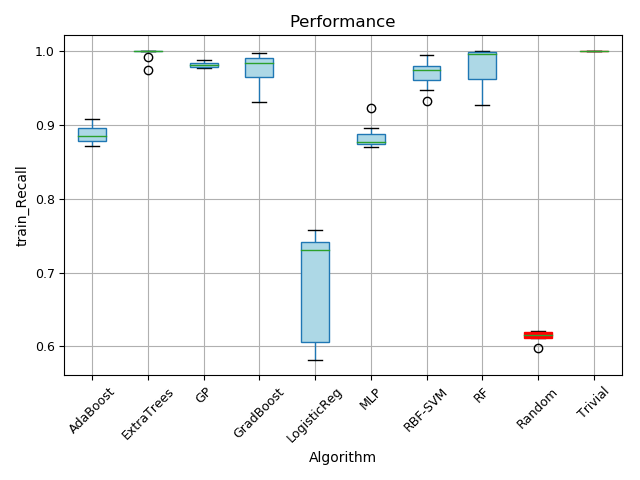 Performance
1.0
0.9
0.8
0.7
0.6
train_Recall
AdaBoost
ExtraTrees
GP
GradBoost
LogisticReg
MLP
RBF-SVM
RF
Random
Trivial
Algorithm